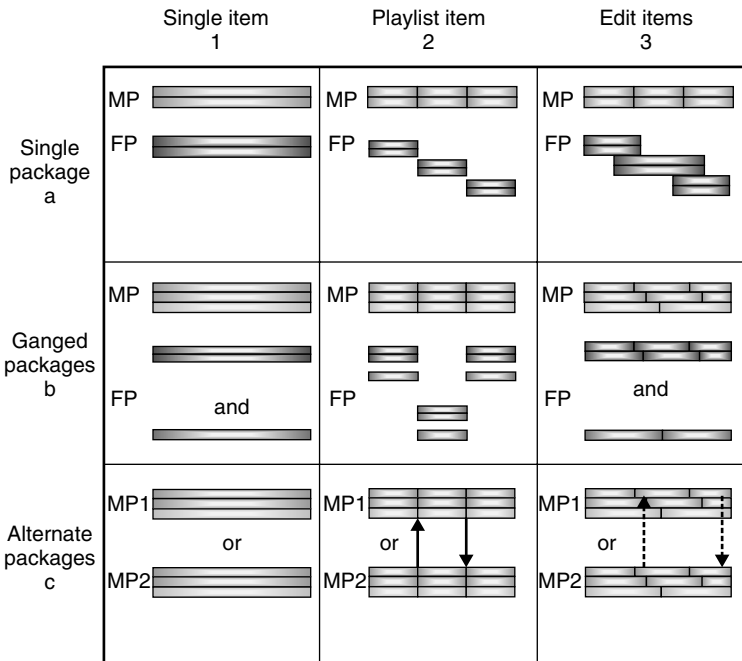 Single item
1
Playlist item
2
Edit items
3
Single
package
a
MP
FP
MP
FP
MP
FP
Ganged
packages
b
MP
FP
and
MP
FP
MP
FP
and
Alternate
packages
c
MP1
or
MP2
MP1
or
MP2
MP1
or
MP2